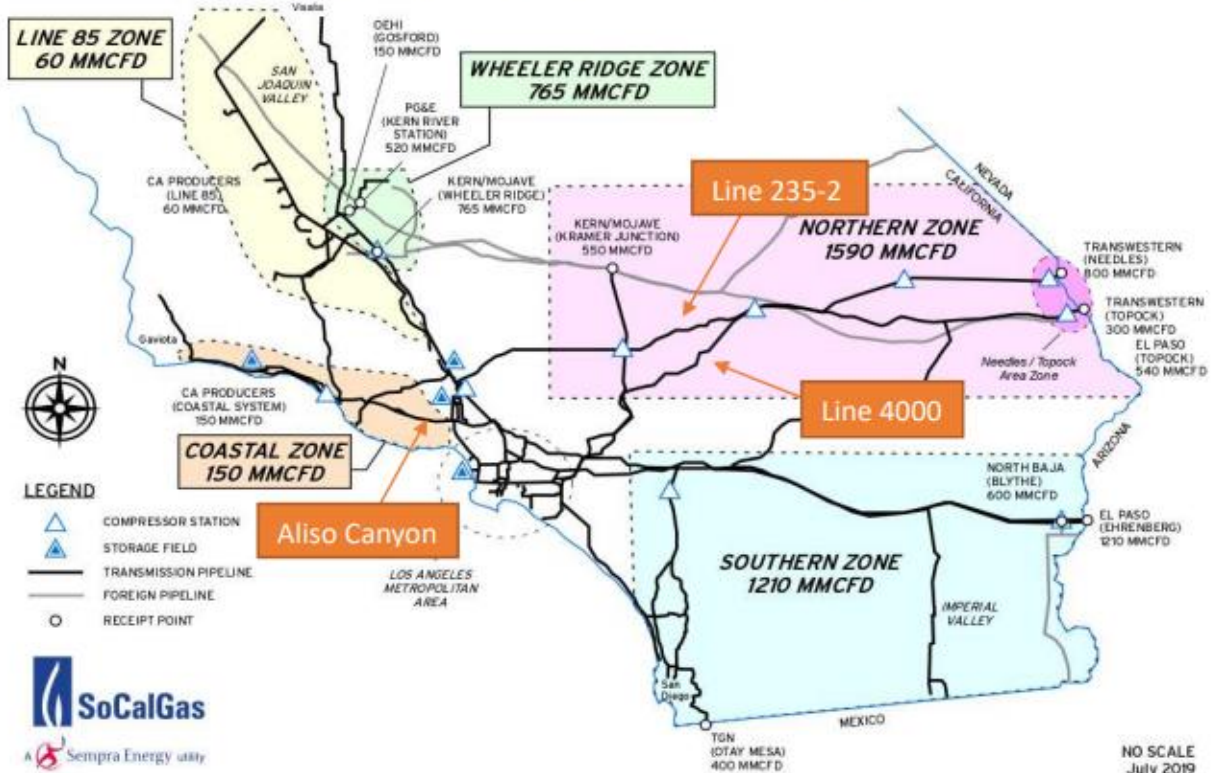 Visalia
LINE 85 ZONE
60 MMCFD
SAN
JOAQUIN
VALLEY
OEHI
(GOSFORD)
150 MMCFD
WHEELER RIDGE ZONE
765 MMCFD
PG&E
(KERN RIVER
STATION)
520 MMCFD
CA PRODUCERS
(LINE 85)
60 MMCFD
KERN/MOJAVE
(WHEELER RIDGE)
765 MMCFD
Line 235-2
NEVADA
CALIFORNIA
KERN/MOJAVE
(KRAMER JUNCTION)
550 MMCFD
NORTHERN ZONE
1590 MMCFD
TRANSWESTERN
(NEEDLES)
800 MMCFD
TRANSWESTERN
(TOPOCK)
300 MMCFD
EL PASO
(TOPOCK)
540 MMCFD
Needles / Topock
Area Zone
Gaviota
N
CA PRODUCERS
(COASTAL SYSTEM)
150 MMCFD
Line 4000
COASTAL ZONE
150 MMCFD
ARIZONA
NORTH BAJA
(BLYTHE)
600 MMCFD
EL PASO
(EHRENBERG)
1210 MMCFD
Aliso Canyon
LEGEND
COMPRESSOR STATION
STORAGE FIELD
TRANSMISSION PIPELINE
FOREIGN PIPELINE
RECEIPT POINT
LOS ANGELES
METROPOLITAN
AREA
SOUTHERN ZONE
1210 MMCFD
IMPERIAL
VALLEY
San
Diego
MEXICO
TGN
(OTAY MESA)
400 MMCFD
SoCalGas
A Sempra Energy utility
NO SCALE
July 2019